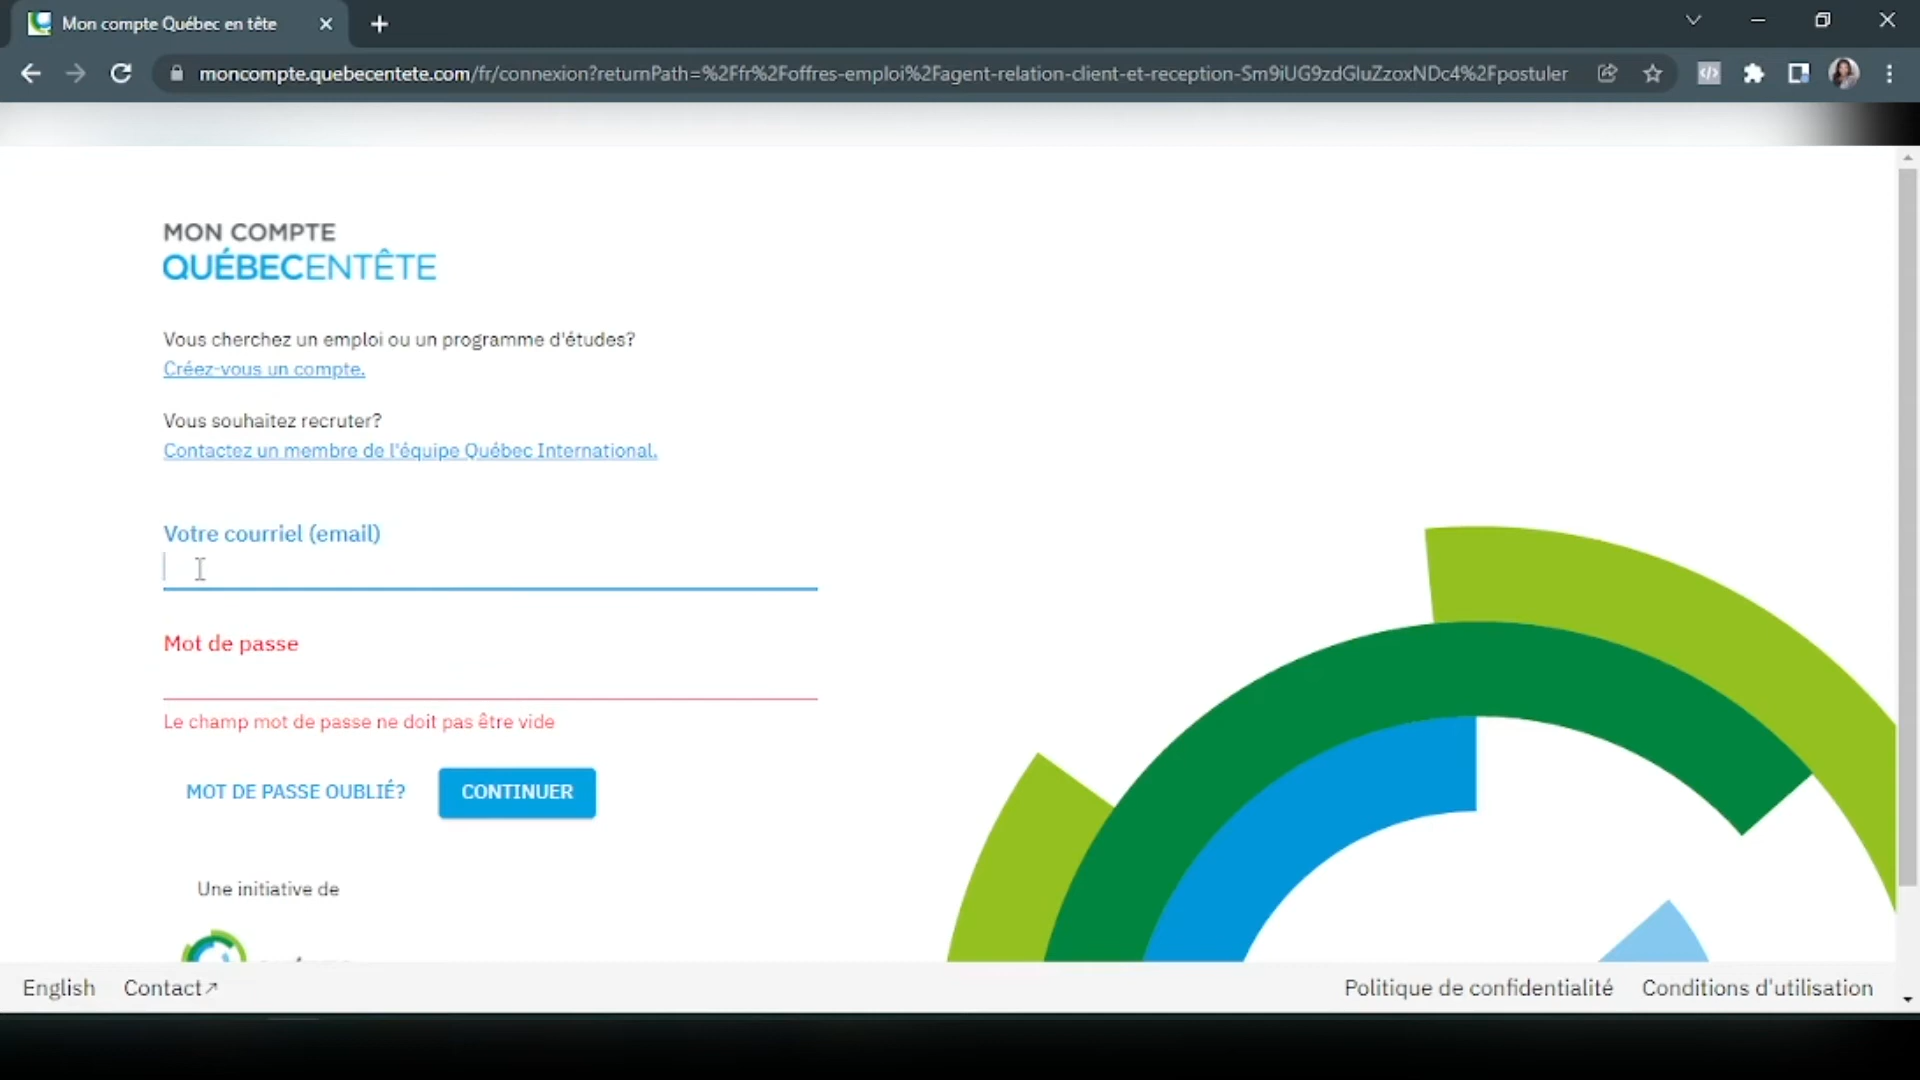 Mon compte Québec en tête
moncompte.quebecentete.com/fr/connexion?returnPath=%2Ffr%2Foffres-emploi%2Fagent-relation-client-et-reception-Sm9iUG9zdGluZzoxNDc4%2Fpostuler
MON COMPTE
QUÉBECENTÊTE
Vous cherchez un emploi ou un programme d'études?
Créez-vous un compte.
Vous souhaitez recruter?
Contactez un membre de l'équipe Québec International.
Votre courriel (email)
Mot de passe
Le champ mot de passe ne doit pas être vide
MOT DE PASSE OUBLIÉ?
CONTINUER
Une initiative de
English
Contact↗
Politique de confidentialité
Conditions d'utilisation